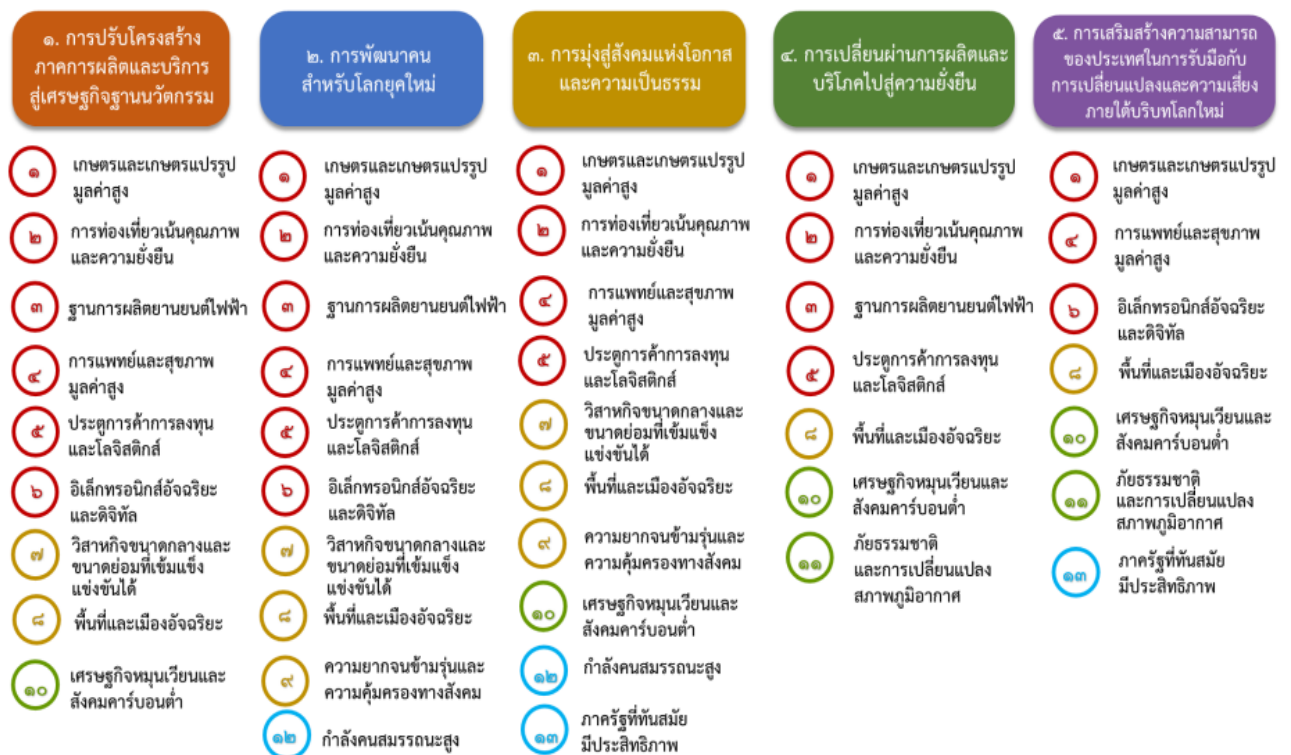 ๑. การปรับโครงสร้าง
ภาคการผลิตและบริการ
สู่เศรษฐกิจฐานนวัตกรรม
๑
เกษตรและเกษตรแปรรูป
มูลค่าสูง
๒
การท่องเที่ยวเน้นคุณภาพ
และความยั่งยืน
๓
ฐานการผลิตยานยนต์ไฟฟ้า
๔
การแพทย์และสุขภาพ
มูลค่าสูง
๕
ประตูการค้าการลงทุน
และโลจิสติกส์
๖
อิเล็กทรอนิกส์อัจฉริยะ
และดิจิทัล
๗
วิสาหกิจขนาดกลางและ
ขนาดย่อมที่เข้มแข็ง
แข่งขันได้
๘
พื้นที่และเมืองอัจฉริยะ
๑๐
เศรษฐกิจหมุนเวียนและ
สังคมคาร์บอนต่ำ
๒. การพัฒนาคน
สำหรับโลกยุคใหม่
๑
เกษตรและเกษตรแปรรูป
มูลค่าสูง
๒
การท่องเที่ยวเน้นคุณภาพ
และความยั่งยืน
๓
ฐานการผลิตยานยนต์ไฟฟ้า
๔
การแพทย์และสุขภาพ
มูลค่าสูง
๕
ประตูการค้าการลงทุน
และโลจิสติกส์
๖
อิเล็กทรอนิกส์อัจฉริยะ
และดิจิทัล
๗
วิสาหกิจขนาดกลางและ
ขนาดย่อมที่เข้มแข็ง
แข่งขันได้
๘
พื้นที่และเมืองอัจฉริยะ
๙
ความยากจนข้ามรุ่นและ
ความคุ้มครองทางสังคม
๑๒
กำลังคนสมรรถนะสูง
๓. การมุ่งสู่สังคมแห่งโอกาส
และความเป็นธรรม
๑
เกษตรและเกษตรแปรรูป
มูลค่าสูง
๒
การท่องเที่ยวเน้นคุณภาพ
และความยั่งยืน
๔
การแพทย์และสุขภาพ
มูลค่าสูง
๕
ประตูการค้าการลงทุน
และโลจิสติกส์
๗
วิสาหกิจขนาดกลางและ
ขนาดย่อมที่เข้มแข็ง
แข่งขันได้
๘
พื้นที่และเมืองอัจฉริยะ
๙
ความยากจนข้ามรุ่นและ
ความคุ้มครองทางสังคม
๑๐
เศรษฐกิจหมุนเวียนและ
สังคมคาร์บอนต่ำ
๑๒
กำลังคนสมรรถนะสูง
๑๓
ภาครัฐที่ทันสมัย
มีประสิทธิภาพ
๔. การเปลี่ยนผ่านการผลิตและ
บริโภคไปสู่ความยั่งยืน
๑
เกษตรและเกษตรแปรรูป
มูลค่าสูง
๒
การท่องเที่ยวเน้นคุณภาพ
และความยั่งยืน
๓
ฐานการผลิตยานยนต์ไฟฟ้า
๕
ประตูการค้าการลงทุน
และโลจิสติกส์
๘
พื้นที่และเมืองอัจฉริยะ
๑๐
เศรษฐกิจหมุนเวียนและ
สังคมคาร์บอนต่ำ
๑๑
ภัยธรรมชาติ
และการเปลี่ยนแปลง
สภาพภูมิอากาศ
๕. การเสริมสร้างความสามารถ
ของประเทศในการรับมือกับ
การเปลี่ยนแปลงและความเสี่ยง
ภายใต้บริบทโลกใหม่
๑
เกษตรและเกษตรแปรรูป
มูลค่าสูง
๔
การแพทย์และสุขภาพ
มูลค่าสูง
๖
อิเล็กทรอนิกส์อัจฉริยะ
และดิจิทัล
๘
พื้นที่และเมืองอัจฉริยะ
๑๐
เศรษฐกิจหมุนเวียนและ
สังคมคาร์บอนต่ำ
๑๑
ภัยธรรมชาติ
และการเปลี่ยนแปลง
สภาพภูมิอากาศ
๑๓
ภาครัฐที่ทันสมัย
มีประสิทธิภาพ